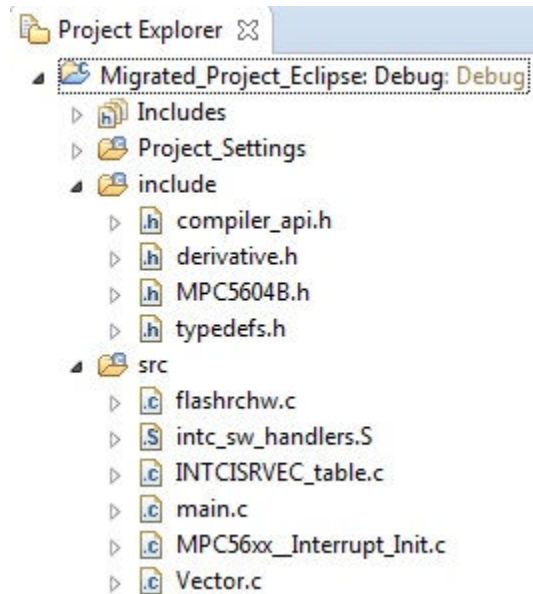 Project Explorer
Migrated_Project_Eclipse: Debug: Debug
Includes
Project_Settings
include
compiler_api.h
derivative.h
MPC5604B.h
typedefs.h
src
flashrchw.c
intc_sw_handlers.S
INTCISRVEC_table.c
main.c
MPC56xx__Interrupt_Init.c
Vector.c